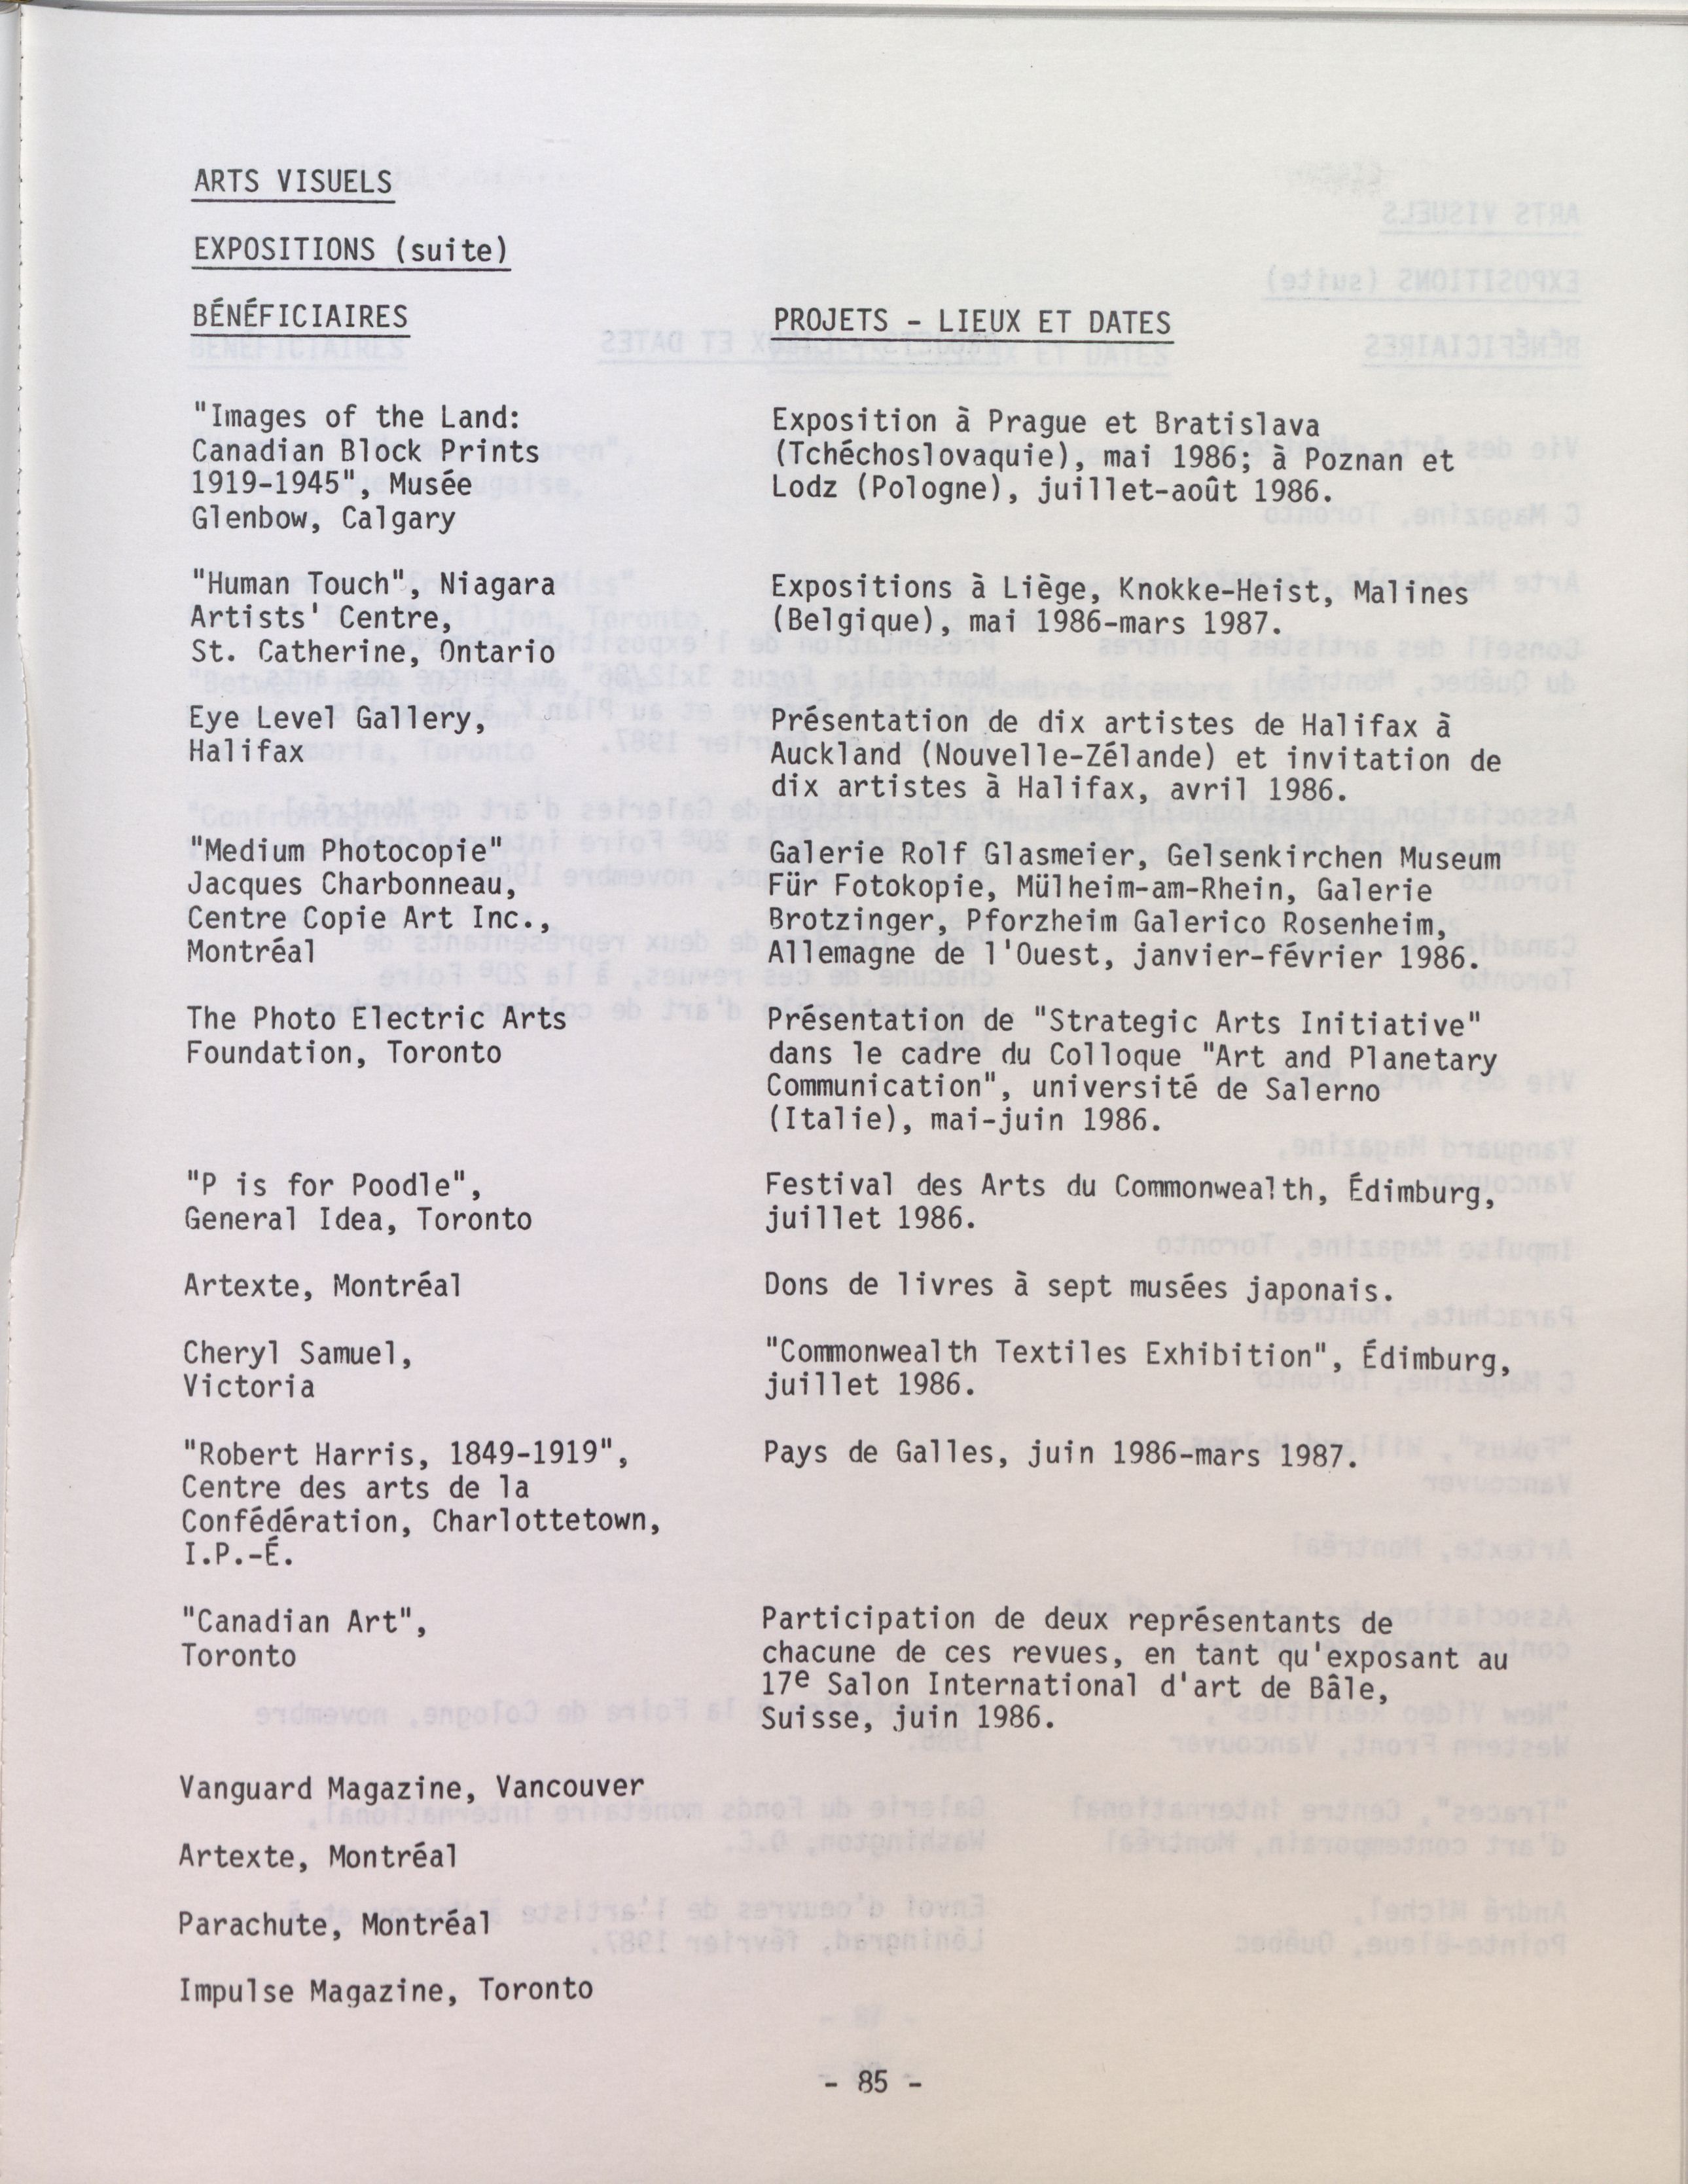 ARTS VISUELS
EXPOSITIONS (suite)
BÉNÉFICIAIRES
PROJETS - LIEUX ET DATES
"Images of the Land:
Canadian Block Prints
1919-1945", Musée
Glenbow, Calgary
Exposition à Prague et Bratislava
(Tchéchoslovaquie), mai 1986; à Poznan et
Lodz (Pologne), juillet-août 1986.
"Human Touch", Niagara
Artists' Centre,
St. Catherine, Ontario
Expositions à Liège, Knokke-Heist, Malines
(Belgique), mai 1986-mars 1987.
Eye Level Gallery,
Halifax
Présentation de dix artistes de Halifax à
Auckland (Nouvelle-Zélande) et invitation de
dix artistes à Halifax, avril 1986.
"Medium Photocopie"
Jacques Charbonneau,
Centre Copie Art Inc.,
Montréal
Galerie Rolf Glasmeier, Gelsenkirchen Museum
Für Fotokopie, Mülheim-am-Rhein, Galerie
Brotzinger, Pforzheim Galerico Rosenheim,
Allemagne de l'Ouest, janvier-février 1986.
The Photo Electric Arts
Foundation, Toronto
Présentation de "Strategic Arts Initiative"
dans le cadre du Colloque "Art and Planetary
Communication", université de Salerno
(Italie), mai-juin 1986.
"P is for Poodle",
General Idea, Toronto
Festival des Arts du Commonwealth, Édimburg,
juillet 1986.
Artexte, Montréal
Dons de livres à sept musées japonais.
Cheryl Samuel,
Victoria
"Commonwealth Textiles Exhibition", Édimburg,
juillet 1986.
"Robert Harris, 1849-1919",
Centre des arts de la
Confédération, Charlottetown,
I.P.-É.
Pays de Galles, juin 1986-mars 1987.
"Canadian Art",
Toronto
Participation de deux représentants de
chacune de ces revues, en tant qu'exposant au
17e Salon International d'art de Bâle,
Suisse, juin 1986.
Vanguard Magazine, Vancouver
Artexte, Montréal
Parachute, Montréal
Impulse Magazine, Toronto
- 85 -